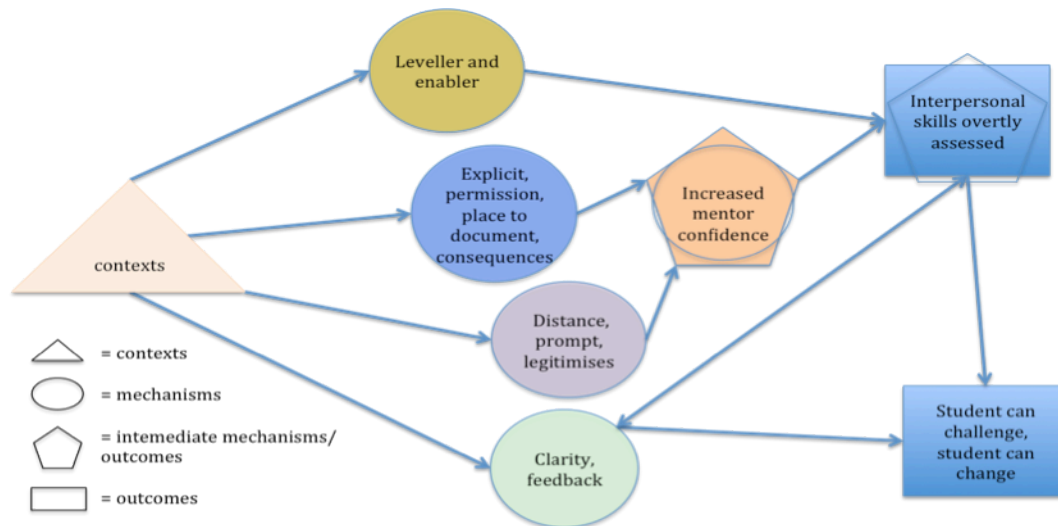 Leveller and
enabler
Interpersonal
skills overtly
assessed
Explicit,
permission,
place to
document,
consequences
Increased
mentor
confidence
contexts
Distance,
prompt,
legitimises
= contexts
= mechanisms
= intemediate mechanisms/
outcomes
= outcomes
Clarity,
feedback
Student can
challenge,
student can
change